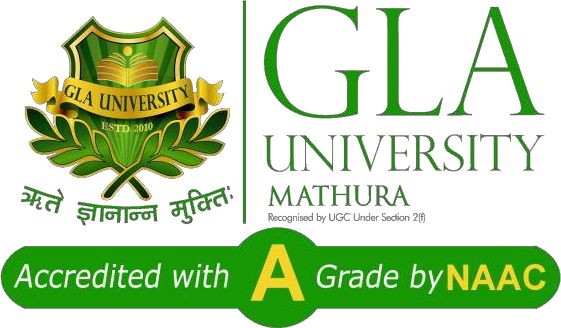 GLA UNIVERSITY
ESTD. 2010
ऋते ज्ञानान्न मुक्तिः
GLA
UNIVERSITY
MATHURA
Recognised by UGC Under Section 2(f)
Accredited with A Grade by NAAC